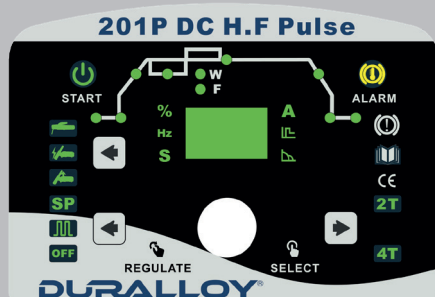 201P DC H.F Pulse
W
F
START
ALARM
%
A
Hz
S
CE
SP
2T
OFF
4T
REGULATE
SELECT
DURALLOY®